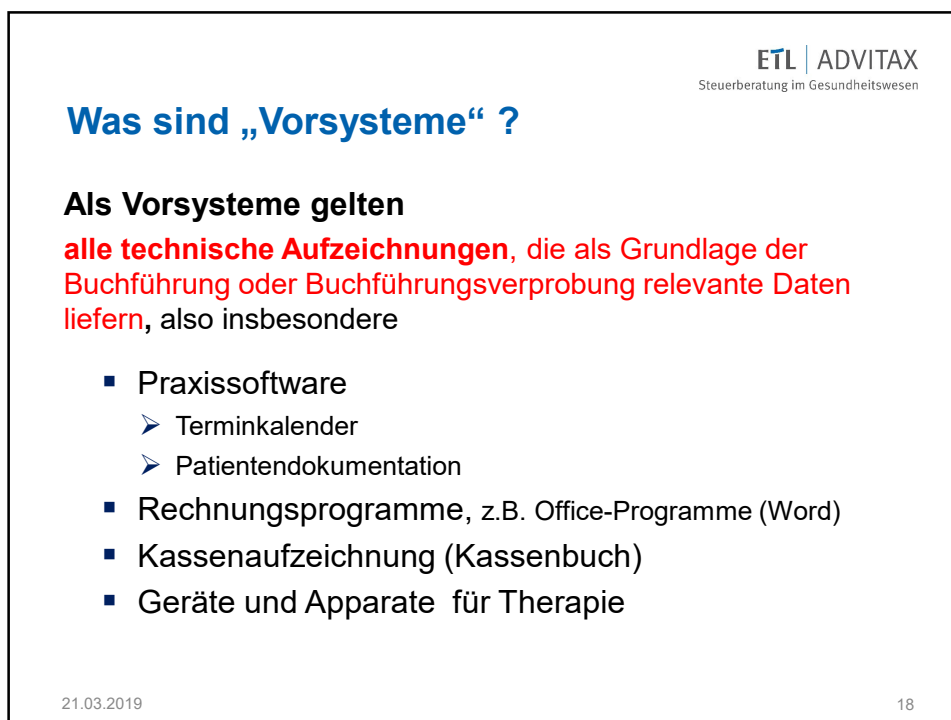 ETL | ADVITAX
Steuerberatung im Gesundheitswesen
Was sind „Vorsysteme“ ?
Als Vorsysteme gelten
alle technische Aufzeichnungen, die als Grundlage der
Buchführung oder Buchführungsverprobung relevante Daten
liefern, also insbesondere
▪ Praxissoftware
➢ Terminkalender
➢ Patientendokumentation
▪ Rechnungsprogramme, z.B. Office-Programme (Word)
▪ Kassenaufzeichnung (Kassenbuch)
▪ Geräte und Apparate für Therapie
21.03.2019
18